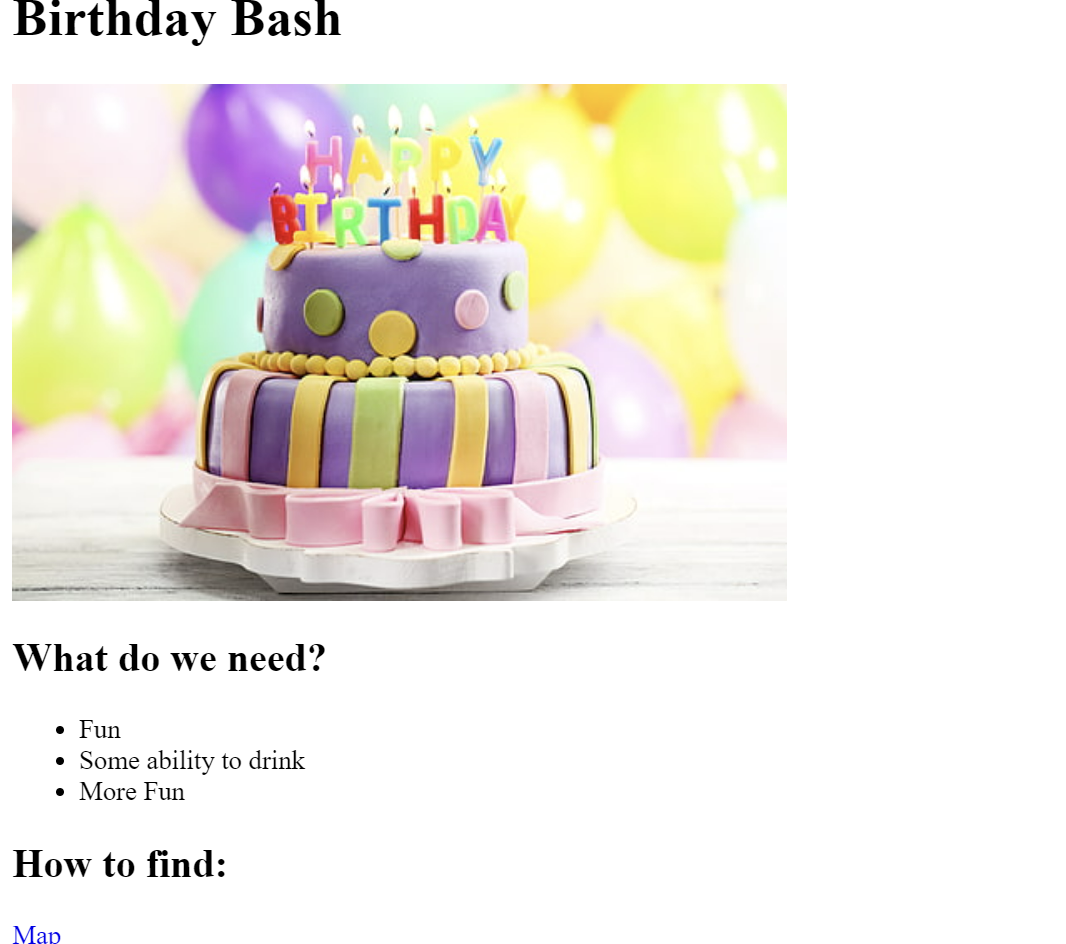 Birthday Bash
HAPPY
BIRTHDAY
What do we need?
Fun
Some ability to drink
More Fun
How to find:
Map